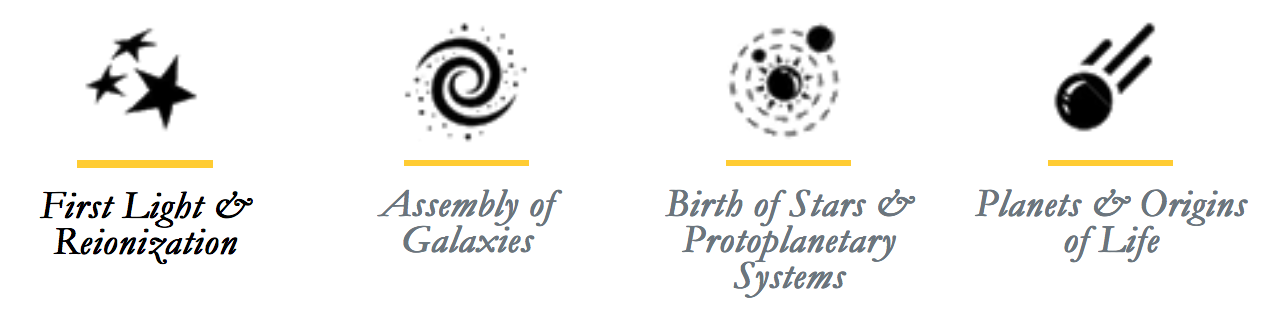 First Light &
Reionization
Assembly of
Galaxies
Birth of Stars &
Protoplanetary
Systems
Planets & Origins
of Life